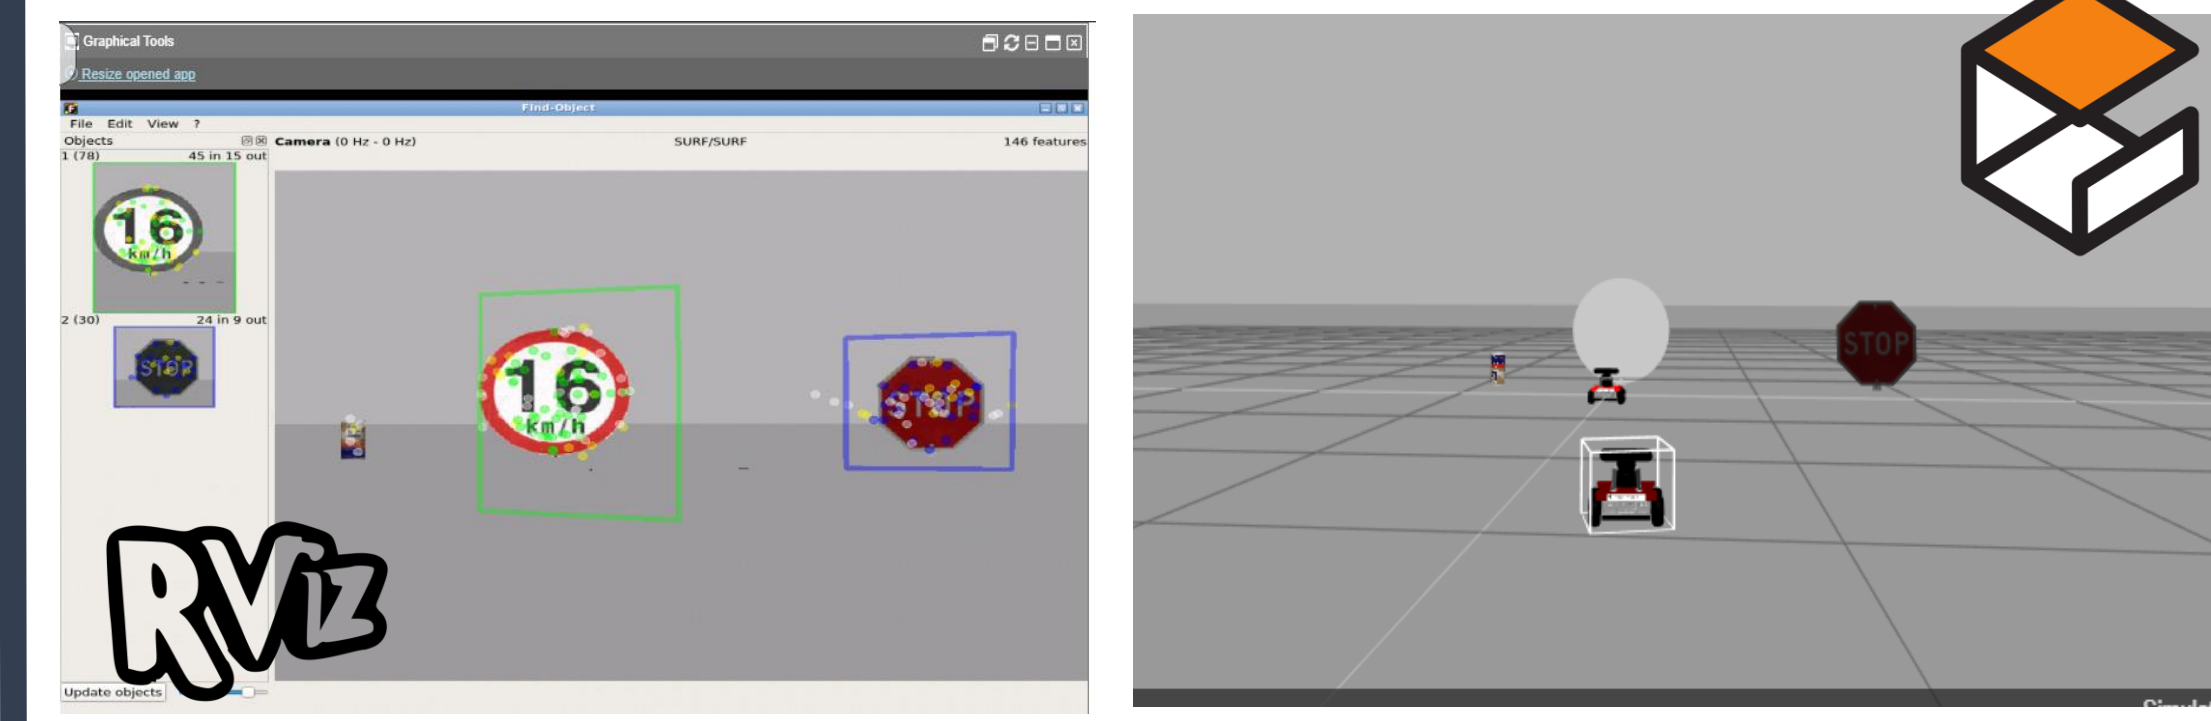 Graphical Tools
Resize opened app
Find-Object
File Edit View ?
Objects
Camera (0 Hz - 0 Hz) SURF/SURF 146 features
1 (78) 45 in 15 out
16
km/h
2 (30) 24 in 9 out
STOP
16
km/h
STOP
RViz
Update objects
STOP